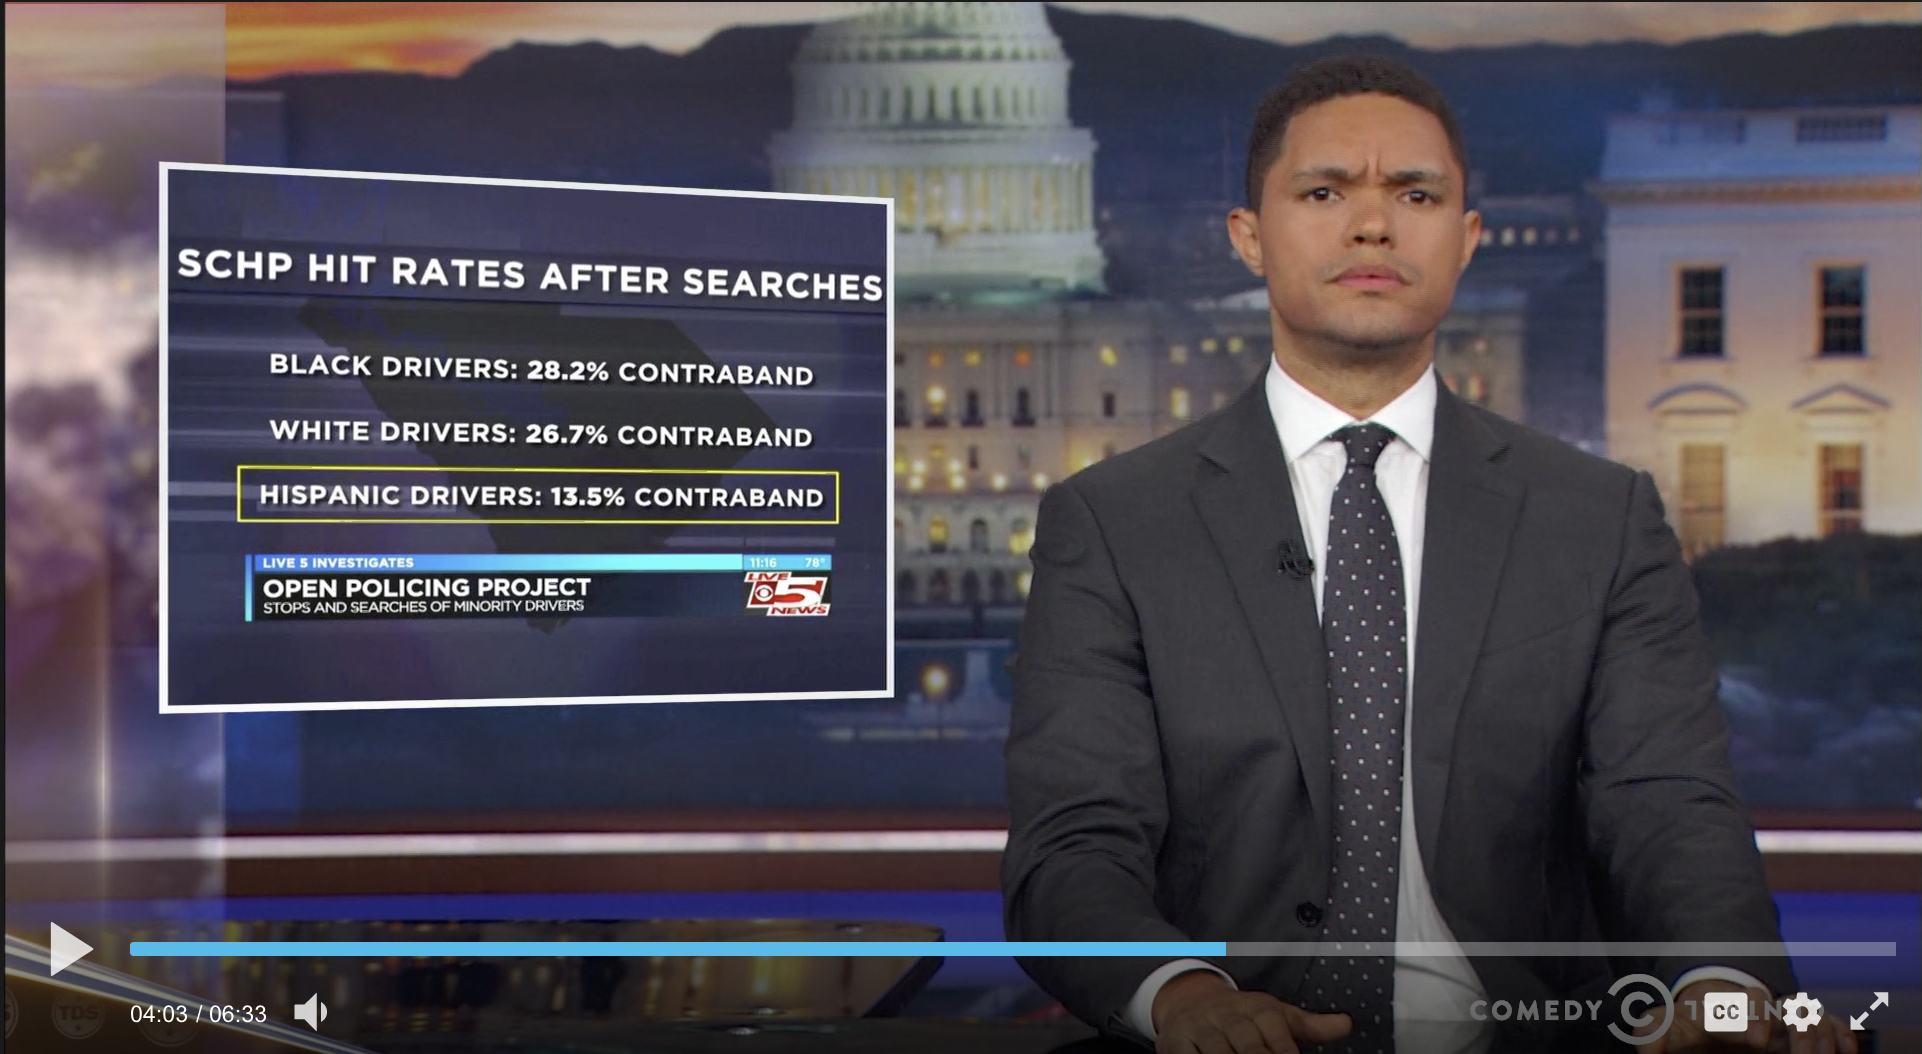 SCHP HIT RATES AFTER SEARCHES
BLACK DRIVERS: 28.2% CONTRABAND
WHITE DRIVERS: 26.7% CONTRABAND
HISPANIC DRIVERS: 13.5% CONTRABAND
LIVE 5 INVESTIGATES
11:16 78°
OPEN POLICING PROJECT
STOPS AND SEARCHES OF MINORITY DRIVERS
LIVE 5 NEWS
TDS
04:03 / 06:33
COMEDY
CC